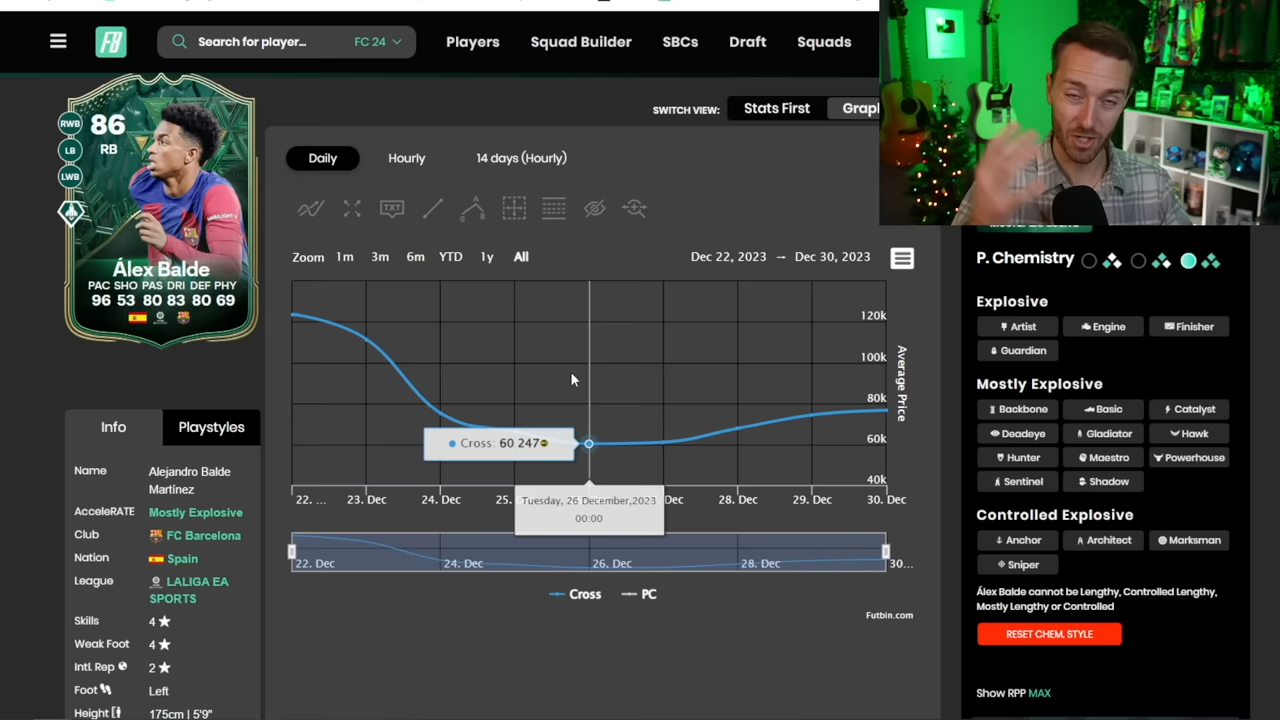 FB
Search for player...
FC 24
Players
Squad Builder
SBCs
Draft
Squads
SWITCH VIEW:
Stats First
RWB
86
RB
LB
LWB
Álex Balde
PAC SHO PAS DRI DEF PHY
96 53 80 83 80 69
Daily
Hourly
14 days (Hourly)
TXT
Zoom
1m
3m
6m
YTD
1y
All
Dec 22, 2023 → Dec 30, 2023
120k
100k
80k
60k
40k
Average Price
Cross: 60 247
22. ...
23. Dec
24. Dec
25.
Dec
28. Dec
29. Dec
30. Dec
Tuesday, 26 December,2023
00:00
22. Dec
24. Dec
26. Dec
28. Dec
30...
Cross
PC
Futbin.com
Info
Playstyles
Name
Alejandro Balde
Martínez
AcceleRATE
Mostly Explosive
Club
FC Barcelona
Nation
Spain
League
LALIGA EA
SPORTS
Skills
4★
Weak Foot
4★
Intl. Rep
2★
Foot
Left
Height
175cm | 5'9"
P. Chemistry
Explosive
Artist
Engine
Finisher
Guardian
Mostly Explosive
Backbone
Basic
Catalyst
Deadeye
Gladiator
Hawk
Hunter
Maestro
Powerhouse
Sentinel
Shadow
Controlled Explosive
Anchor
Architect
Marksman
Sniper
Álex Balde cannot be Lengthy, Controlled Lengthy,
Mostly Lengthy or Controlled
RESET CHEM. STYLE
Show RPP MAX